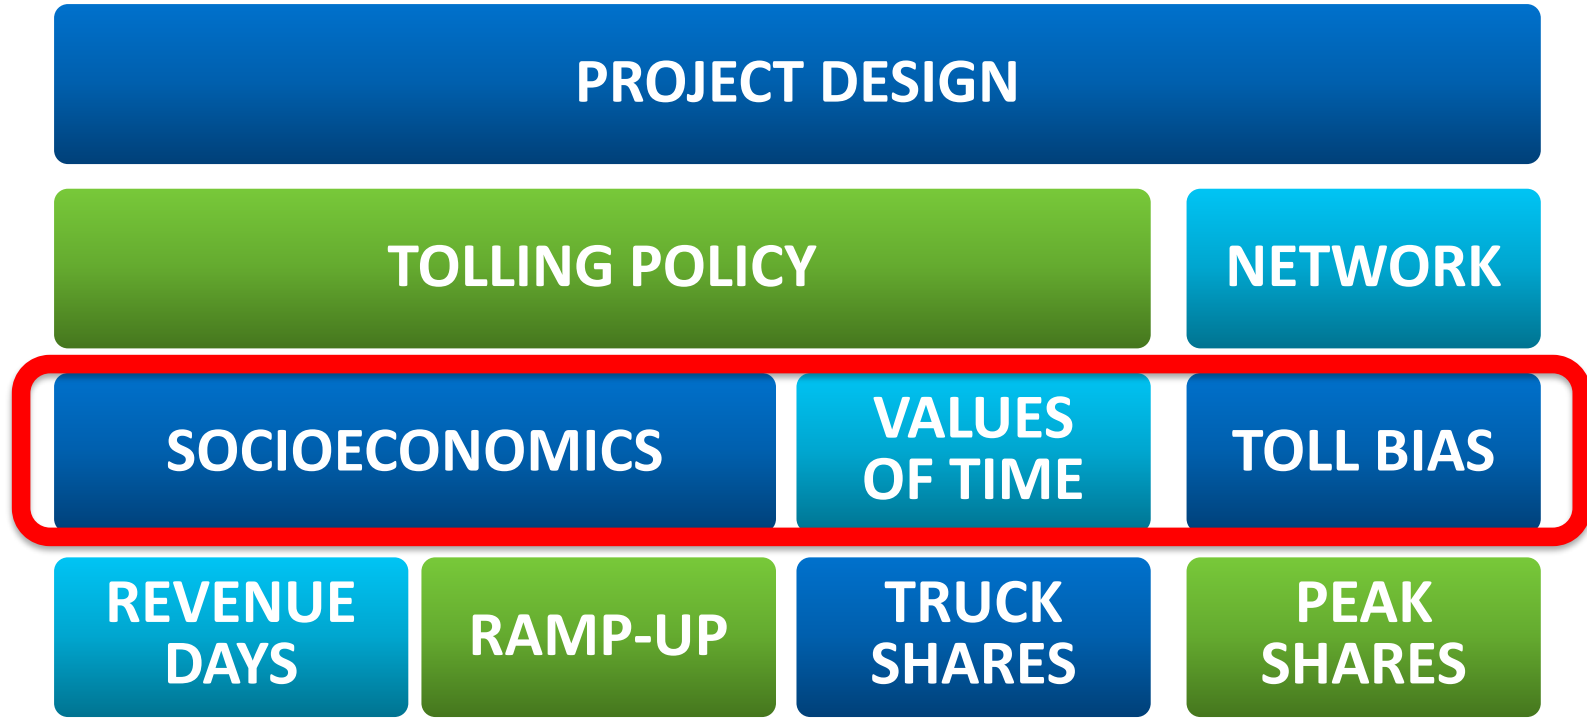 PROJECT DESIGN
TOLLING POLICY
NETWORK
SOCIOECONOMICS
VALUES
OF TIME
TOLL BIAS
REVENUE
DAYS
RAMP-UP
TRUCK
SHARES
PEAK
SHARES